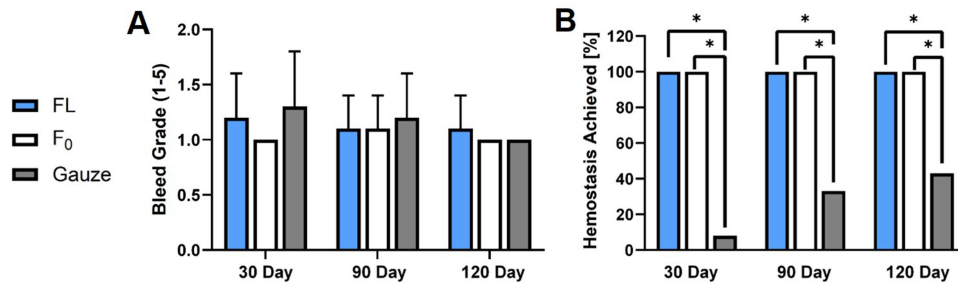 FL
F₀
Gauze
A
Bleed Grade (1-5)
2.0
1.5
1.0
0.5
0.0
30 Day
90 Day
120 Day
B
Hemostasis Achieved [%]
120
100
80
60
40
20
0
*
*
*
*
*
*
30 Day
90 Day
120 Day